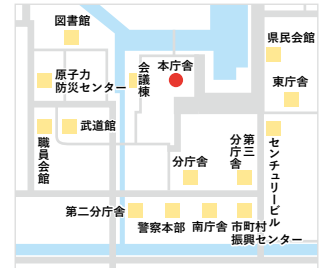 図書館
県民会館
本庁舎
会議棟
原子力
防災センター
東庁舎
武道館
職員会館
第三
分庁舎
分庁舎
センチュリービル
第二分庁舎
警察本部
南庁舎
市町村
振興センター